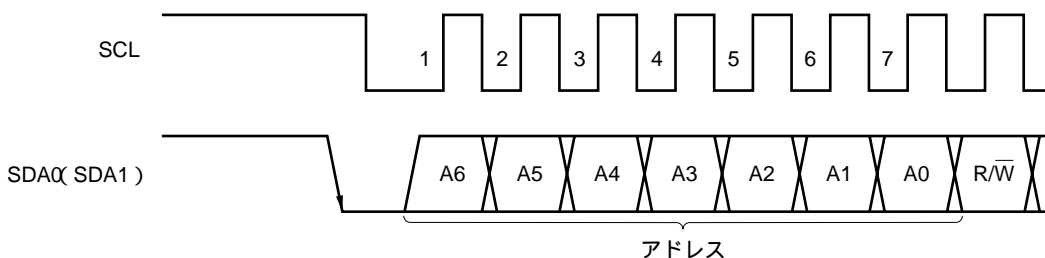 SCL
1 2 3 4 5 6 7
SDA0(SDA1)
A6 A5 A4 A3 A2 A1 A0 R/W̅
アドレス